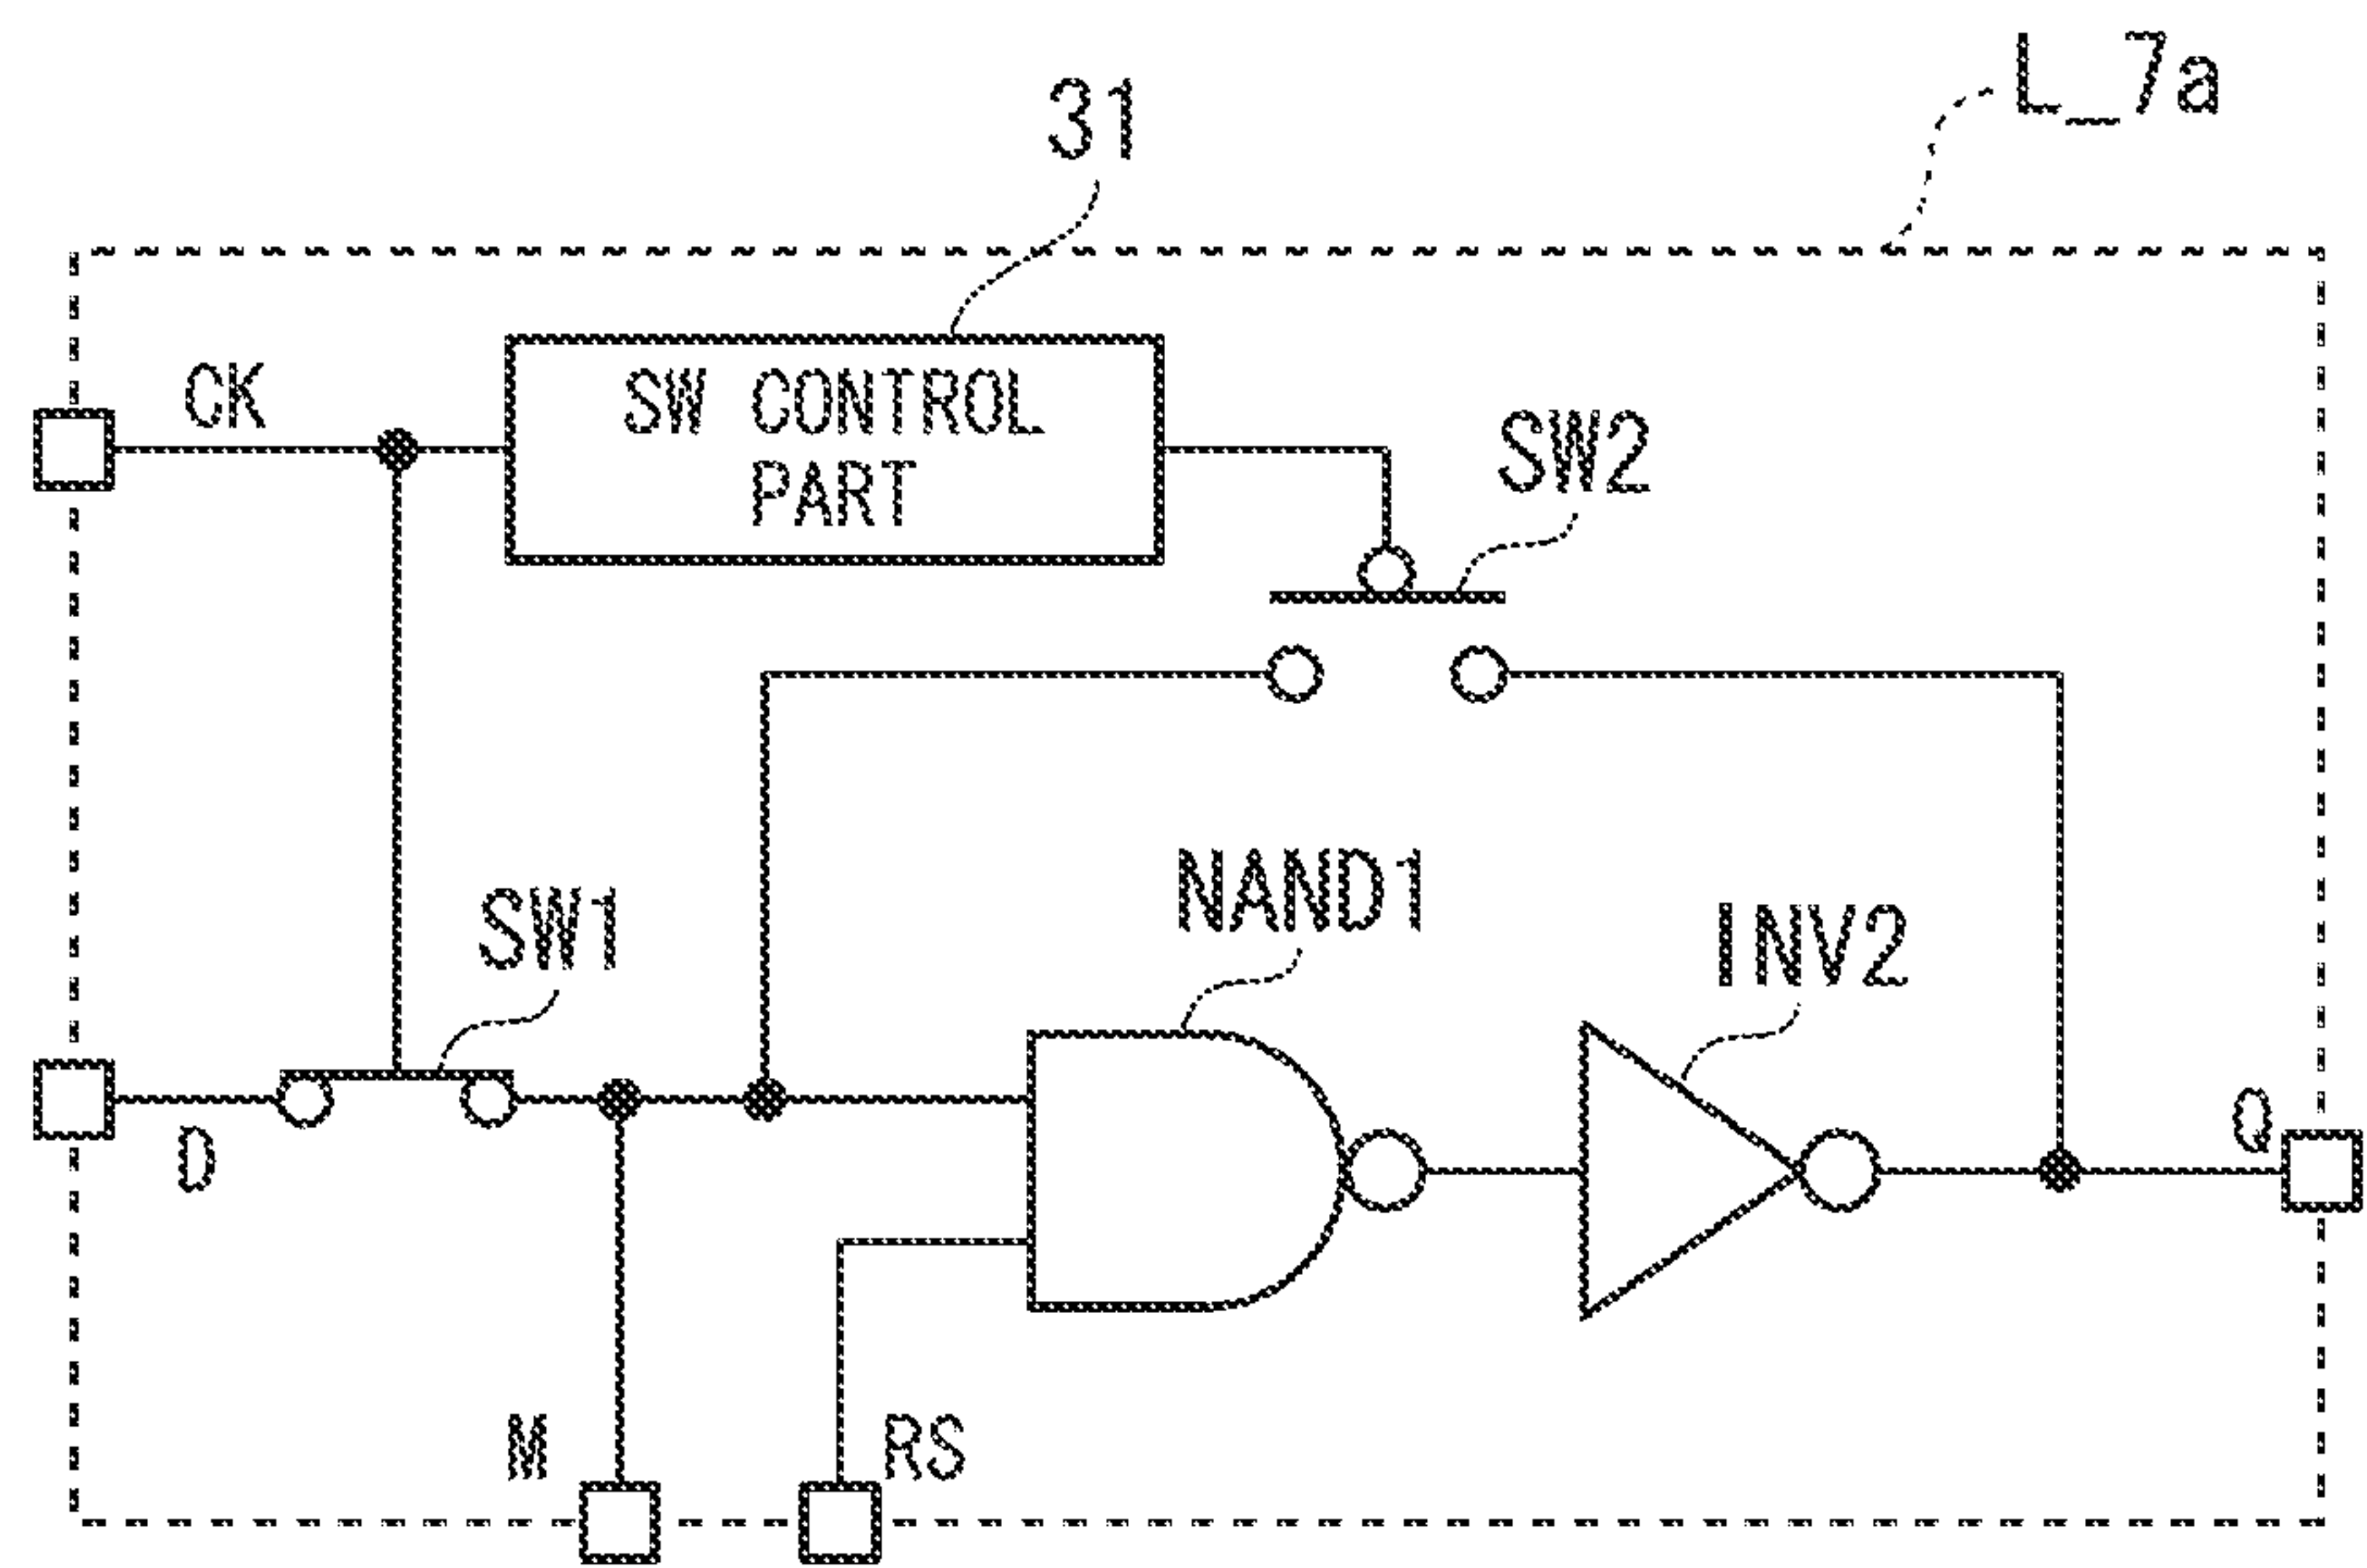 L_7a
31
CK
SW CONTROL
PART
SW2
NAND1
SW1
INV2
D
Q
M
RS